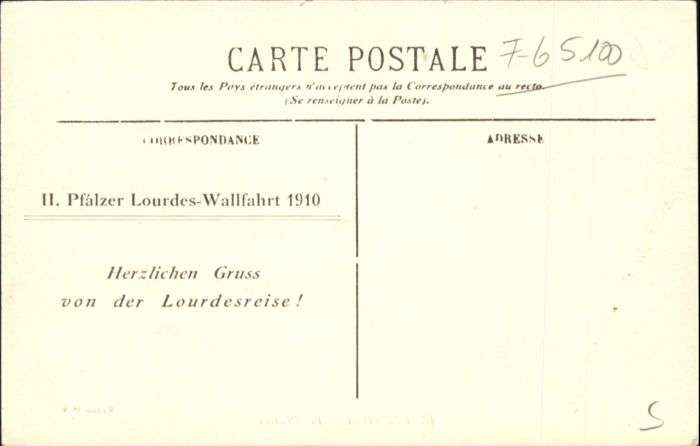 CARTE POSTALE
7-65100
Tous les Pays étrangers n'acceptent pas la Correspondance au recto.
(Se renseigner à la Poste).
CORRESPONDANCE
ADRESSE
II. Pfälzer Lourdes-Wallfahrt 1910
Herzlichen Gruss
von der Lourdesreise!
S